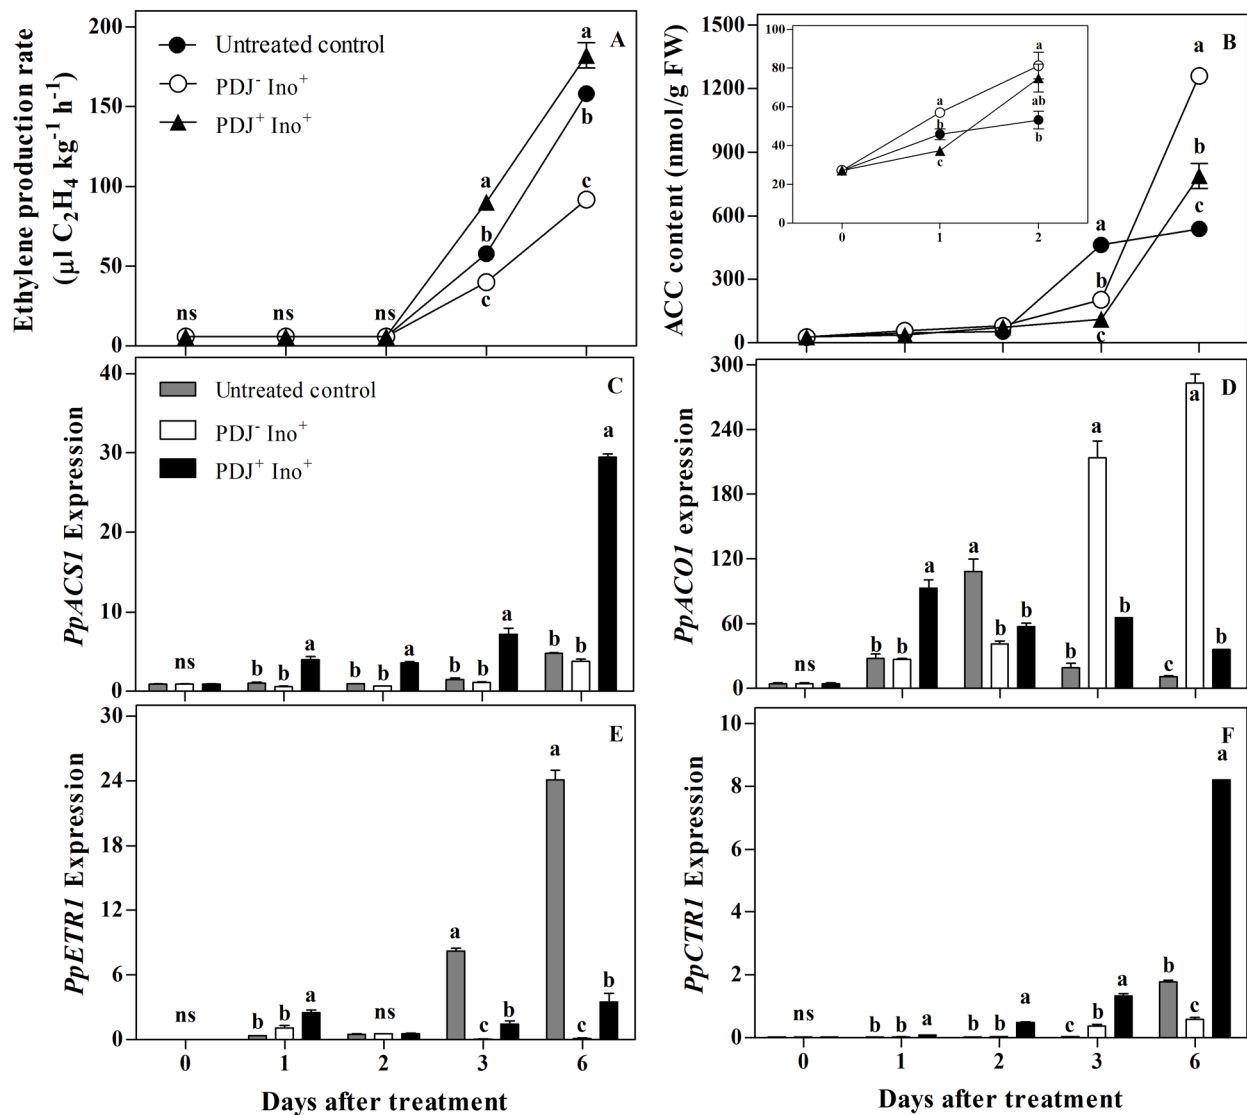 A
Ethylene production rate
(µl C₂H₄ kg⁻¹ h⁻¹)
200
150
100
50
0
Untreated control
PDJ⁻ Ino⁺
PDJ⁺ Ino⁺
ns ns ns
a
b
c
a
b
c
B
ACC content (nmol/g FW)
1500
1200
900
600
300
0
100
80
60
40
20
0
0 1 2
a
b
c
a
ab
b
a
b
c
a
b
c
C
PpACS1 Expression
40
30
20
10
0
Untreated control
PDJ⁻ Ino⁺
PDJ⁺ Ino⁺
ns
b b a
b b a
b b a
b b a
D
PpACO1 expression
300
240
180
120
60
0
ns
b b a
a b b
c a b
c a b
E
PpETR1 Expression
30
24
18
12
6
0
ns
b b a
ns
a c b
a c b
0 1 2 3 6
Days after treatment
F
PpCTR1 Expression
10
8
6
4
2
0
ns
b b a
b b a
c b a
b c a
0 1 2 3 6
Days after treatment